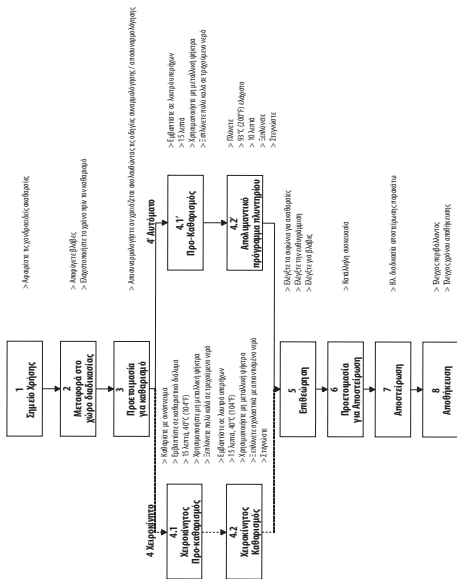 1
Σημείο Χρήσης
> Αφαιρέστε τις χονδροειδείς ακαθαρσίες
2
Μεταφορά στο
χώρο διαδικασίας
> Αποφύγετε βλάβες
> Ελαχιστοποιήστε το χρόνο πριν τον καθαρισμό
3
Προετοιμασία
για καθαρισμό
> Αποσυναρμολογήστε αν χρειάζεται ακολουθώντας τις οδηγίες συναρμολόγησης / αποσυναρμολόγησης
4 Χειροκίνητο
4.1
Χειροκίνητος
Προ-καθαρισμός
> Καθαρίστε με σκούπισμα
> Εμβαπτίστε σε καθαριστικό διάλυμα
> 15 λεπτά, 40°C (104°F)
> Χρησιμοποιήστε μη μεταλλική ψήκτρα
> Ξεπλύνετε πολύ καλά σε τρεχούμενο νερό
4.2
Χειροκίνητος
Καθαρισμός
> Εμβαπτίστε σε λουτρό υπερήχων
> 15 λεπτά, 40°C (104°F)
> Χρησιμοποιήστε μη μεταλλική ψήκτρα
> Ξεπλύνετε σχολαστικά με απιονισμένο νερό
> Στεγνώστε
4' Αυτόματο
4.1'
Προ-Καθαρισμός
> Εμβαπτίστε σε λουτρό υπερήχων
> 15 λεπτά
> Χρησιμοποιήστε μη μεταλλική ψήκτρα
> Ξεπλύνετε πολύ καλά σε τρεχούμενο νερό
4.2'
Απολυμαντικό
πρόγραμμα πλυντηρίου
> Πλύνετε
> 93°C (200°F) ελάχιστο
> 10 λεπτά
> Ξεπλύνετε
> Στεγνώστε
5
Επιθεώρηση
> Ελέγξτε τα αυλάκια για ακαθαρσίες
> Ελέγξτε την ευθυγράμμιση
> Ελέγξτε για βλάβες
6
Προετοιμασία
για Αποστείρωση
> Κατάλληλη συσκευασία
7
Αποστείρωση
> Βλ. διαδικασία αποστείρωσης παρακάτω
8
Αποθήκευση
> Έλεγχος περιβάλλοντος
> Έλεγχος χρόνου αποθήκευσης